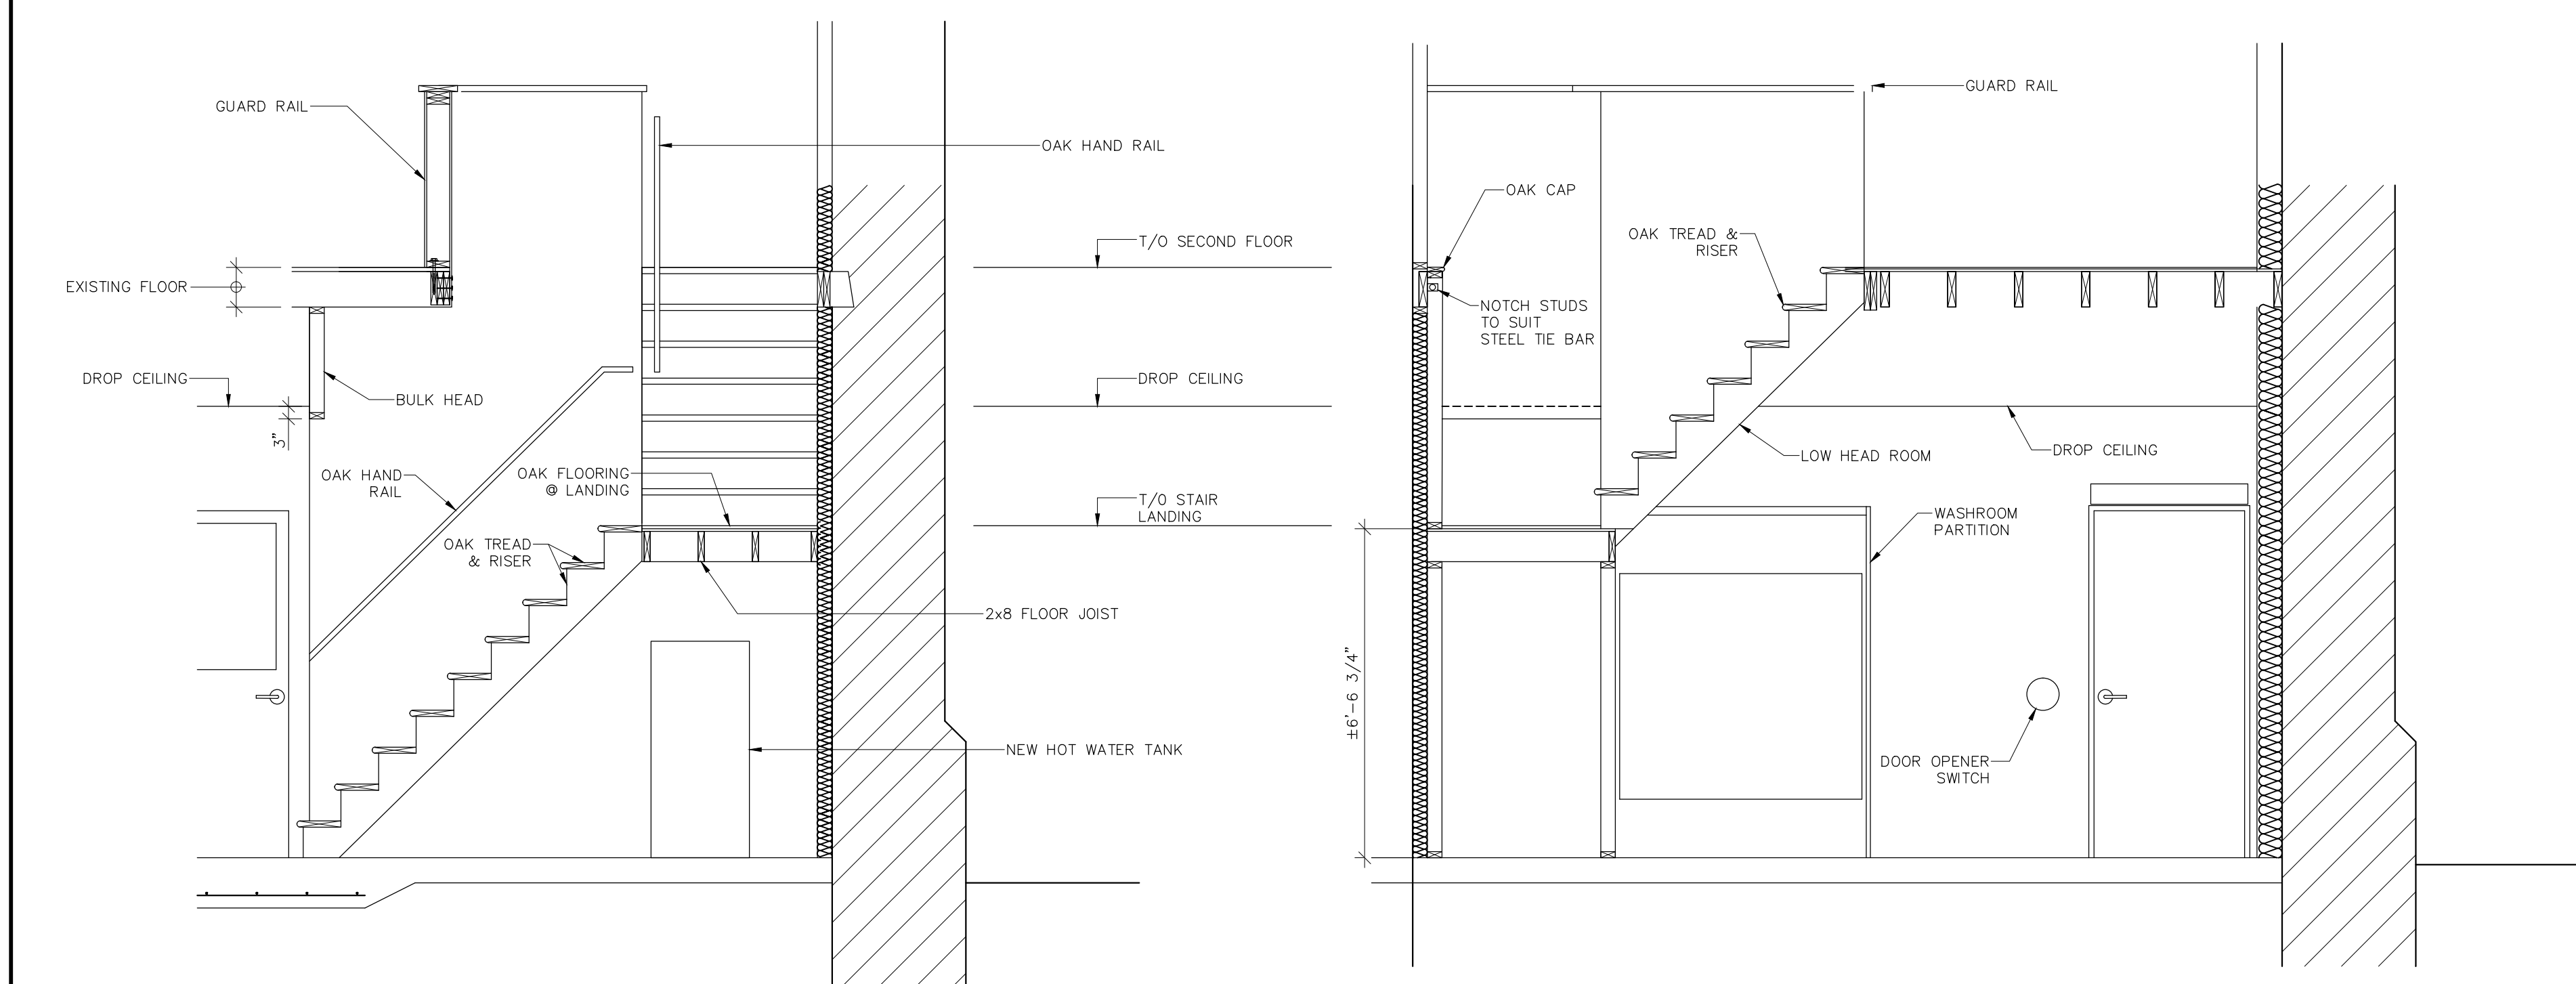 GUARD RAIL
OAK HAND RAIL
T/O SECOND FLOOR
EXISTING FLOOR
DROP CEILING
DROP CEILING
BULK HEAD
3"
OAK HAND
RAIL
OAK FLOORING
@ LANDING
T/O STAIR
LANDING
OAK TREAD
& RISER
2x8 FLOOR JOIST
NEW HOT WATER TANK
GUARD RAIL
OAK CAP
OAK TREAD &
RISER
NOTCH STUDS
TO SUIT
STEEL TIE BAR
LOW HEAD ROOM
DROP CEILING
WASHROOM
PARTITION
±6'-6 3/4"
DOOR OPENER
SWITCH